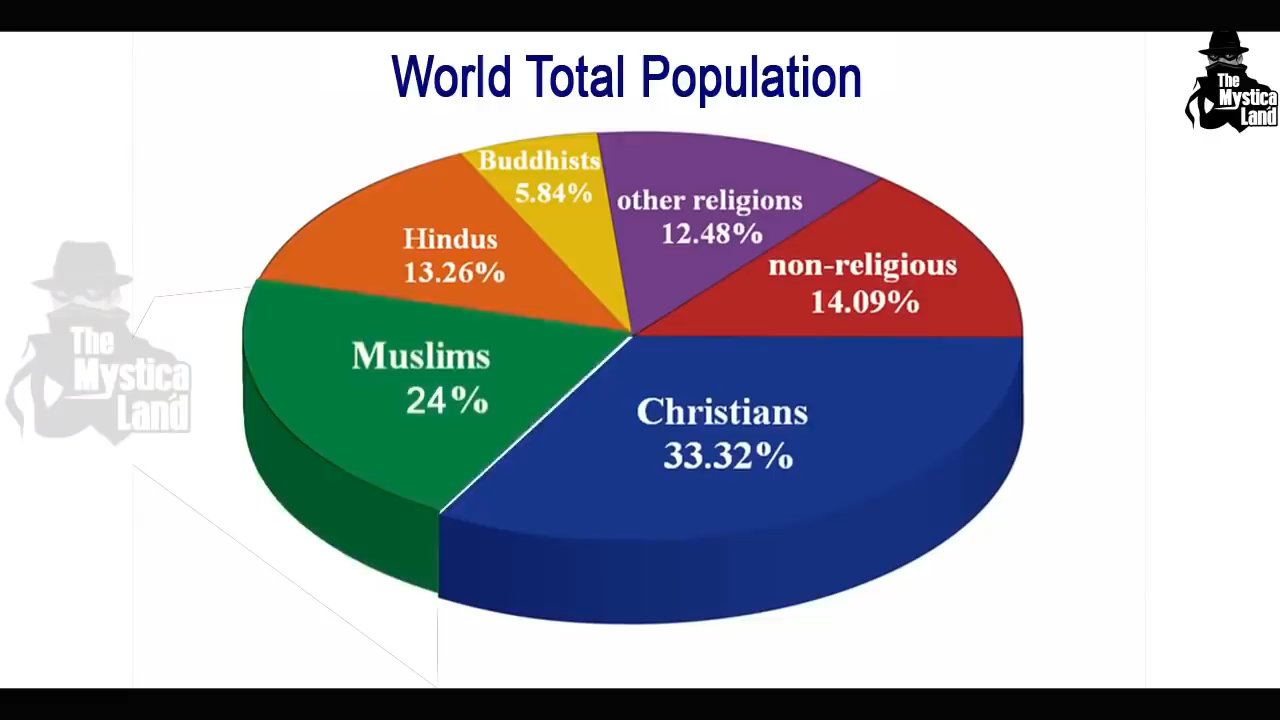 World Total Population
The
Mystica
Land
Buddhists
5.84%
other religions
12.48%
Hindus
13.26%
non-religious
14.09%
The
Mystica
Land
Muslims
24%
Christians
33.32%